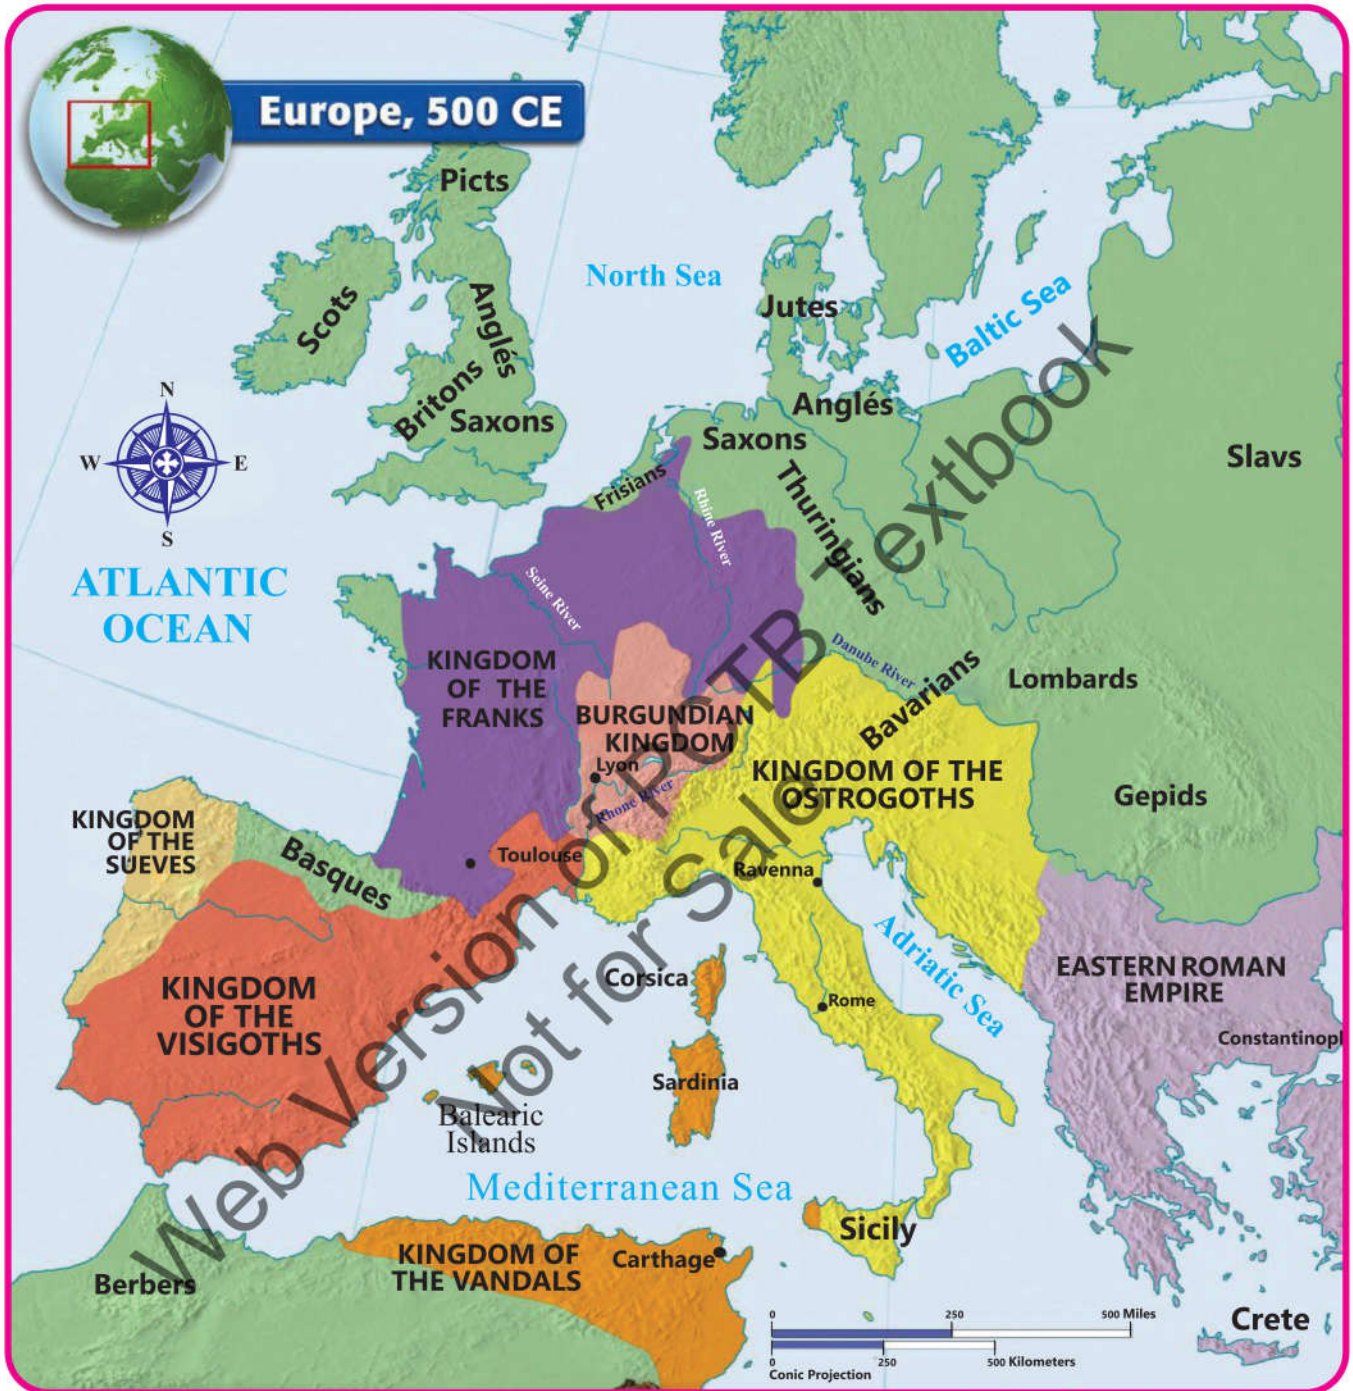 Europe, 500 CE
Picts
North Sea
Scots
Anglés
Jutes
Baltic Sea
Britons
Saxons
Anglés
Saxons
Slavs
N
W
E
S
Frisians
Rhine River
Thuringians
ATLANTIC
OCEAN
Seine River
Danube River
KINGDOM
OF THE
FRANKS
Bavarians
Lombards
BURGUNDIAN
KINGDOM
Lyon
Rhone River
KINGDOM OF THE
OSTROGOTHS
Gepids
KINGDOM
OF THE
SUEVES
Basques
Toulouse
Ravenna
Adriatic Sea
EASTERN ROMAN
EMPIRE
Constantinopl
KINGDOM
OF THE
VISIGOTHS
Corsica
Rome
Sardinia
Balearic
Islands
Mediterranean Sea
Sicily
KINGDOM OF
THE VANDALS
Carthage
Berbers
Crete
0 250 500 Miles
0 250 500 Kilometers
Conic Projection
Web Version of PCTB Textbook
Not for Sale